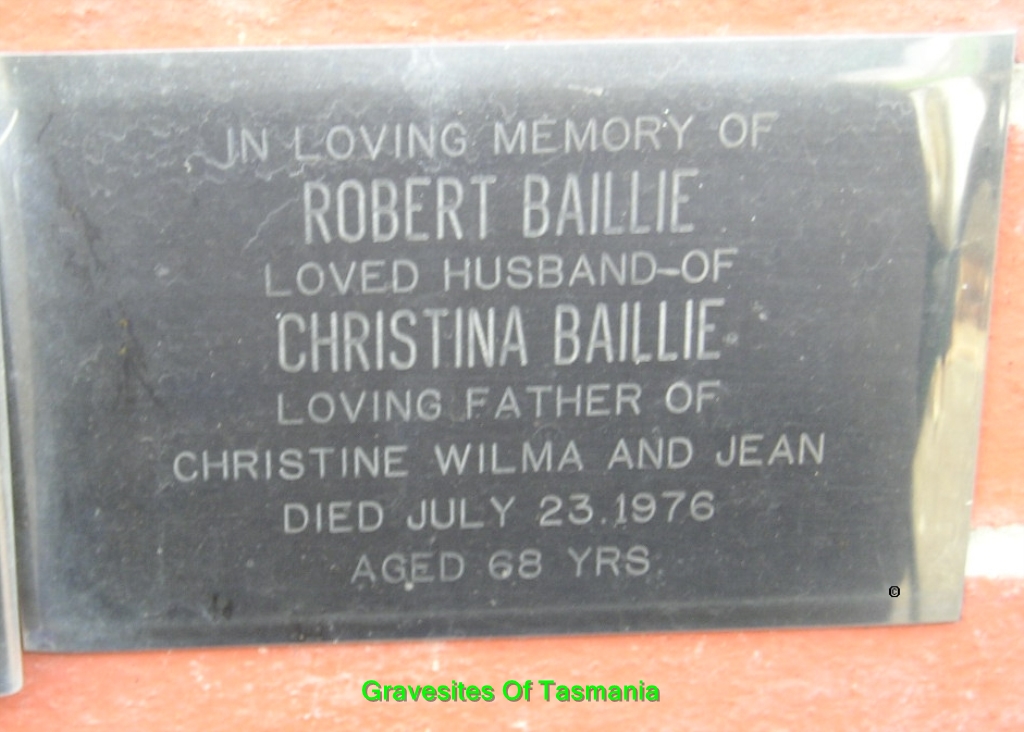 IN LOVING MEMORY OF
ROBERT BAILLIE
LOVED HUSBAND OF
CHRISTINA BAILLIE
LOVING FATHER OF
CHRISTINE WILMA AND JEAN
DIED JULY 23.1976
AGED 68 YRS
©
Gravesites Of Tasmania